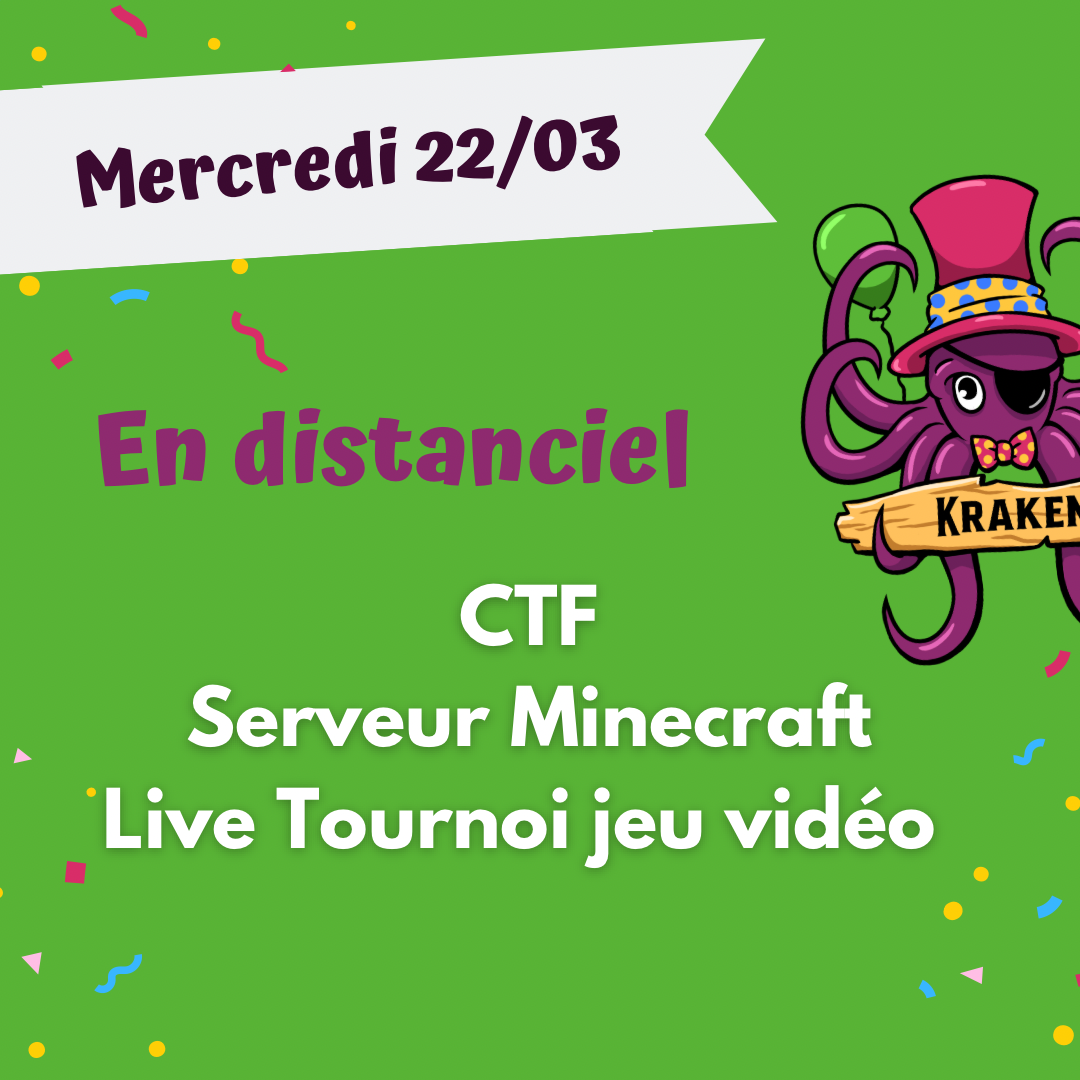 Mercredi 22/03
En distanciel
KRAKEN
CTF
Serveur Minecraft
Live Tournoi jeu vidéo